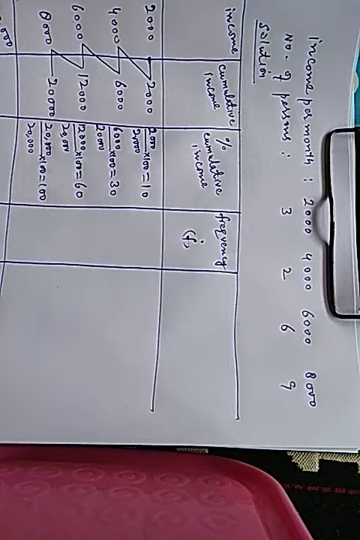 Income per month : 2000 4000 6000 8000
No. of persons : 3 2 6 9
Solution
income cumulative income % cumulative income frequency (f)
2000 2000 2000/20000 ×100 = 10
4000 6000 6000/20000 ×100 = 30
6000 12000 12000/20000 ×100 = 60
8000 20000 20000/20,000 ×100 = 100